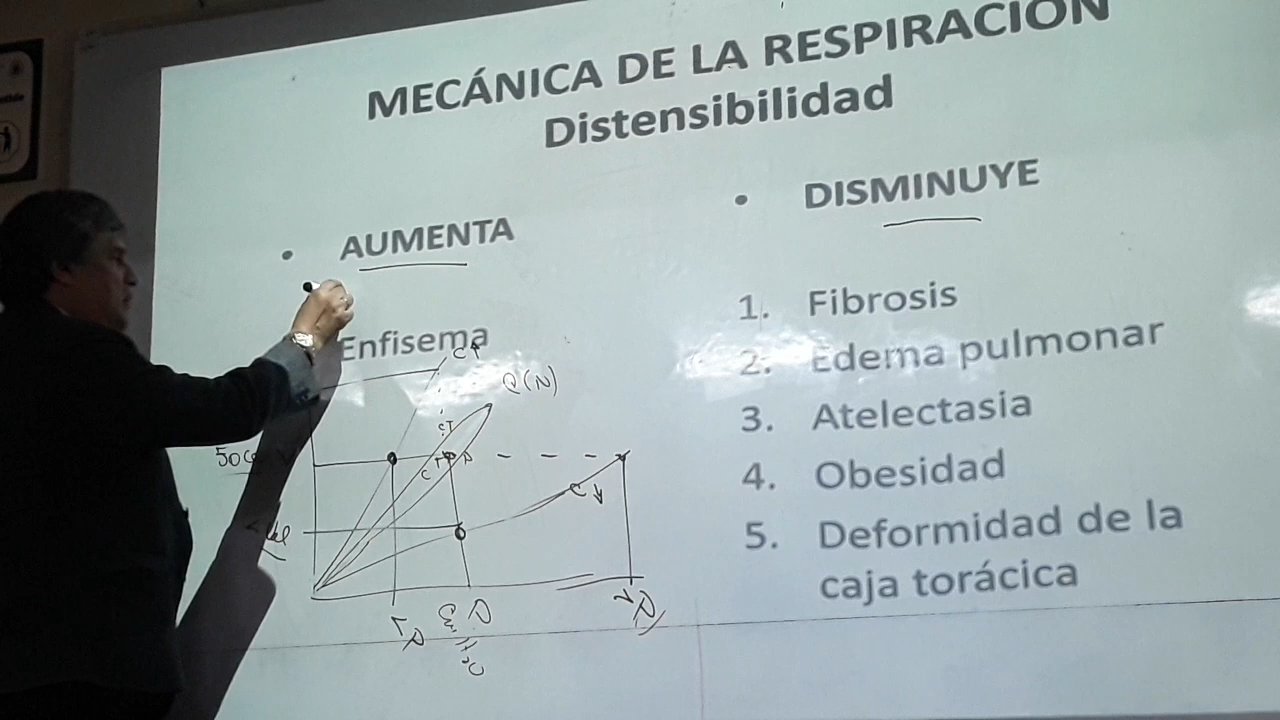 MECÁNICA DE LA RESPIRACIÓN
Distensibilidad
• AUMENTA
Enfisema
• DISMINUYE
1. Fibrosis
2. Edema pulmonar
3. Atelectasia
4. Obesidad
5. Deformidad de la
caja torácica
C↑
(N)
C↓